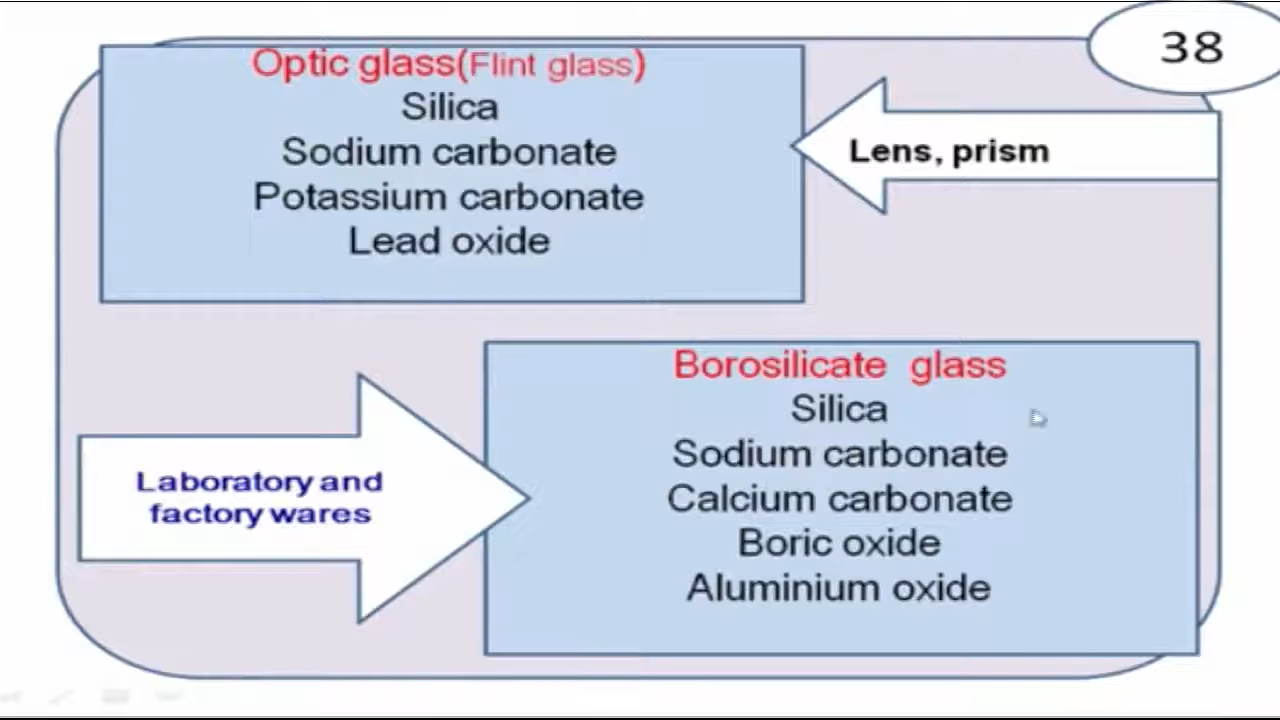 38
Optic glass(Flint glass)
Silica
Sodium carbonate
Potassium carbonate
Lead oxide
Lens, prism
Laboratory and
factory wares
Borosilicate glass
Silica
Sodium carbonate
Calcium carbonate
Boric oxide
Aluminium oxide